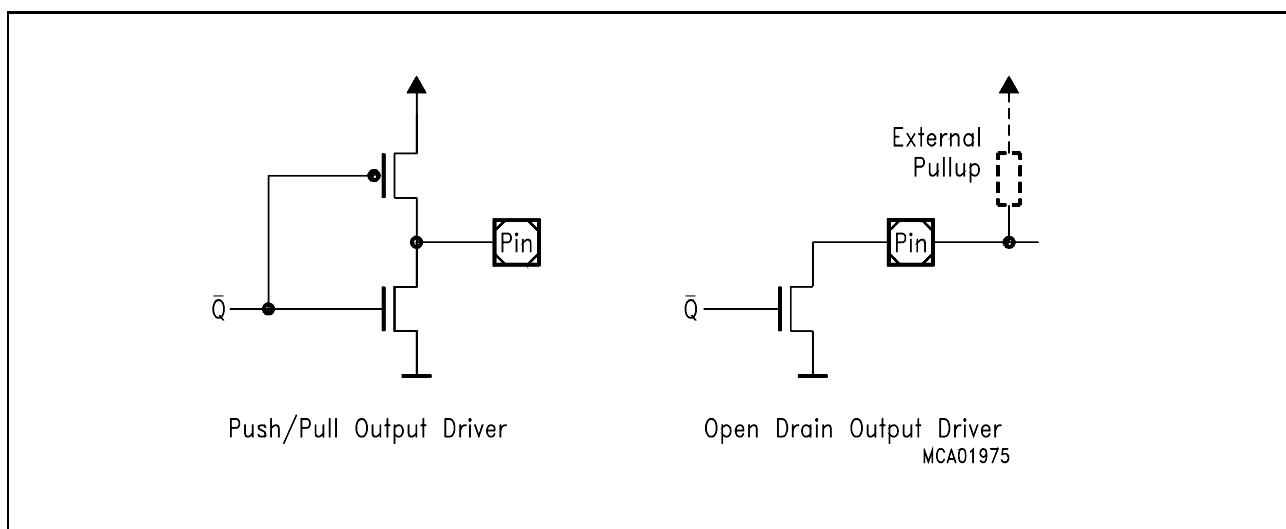 External
Pullup
Pin
Pin
Q̄
Q̄
Push/Pull Output Driver
Open Drain Output Driver
MCA01975